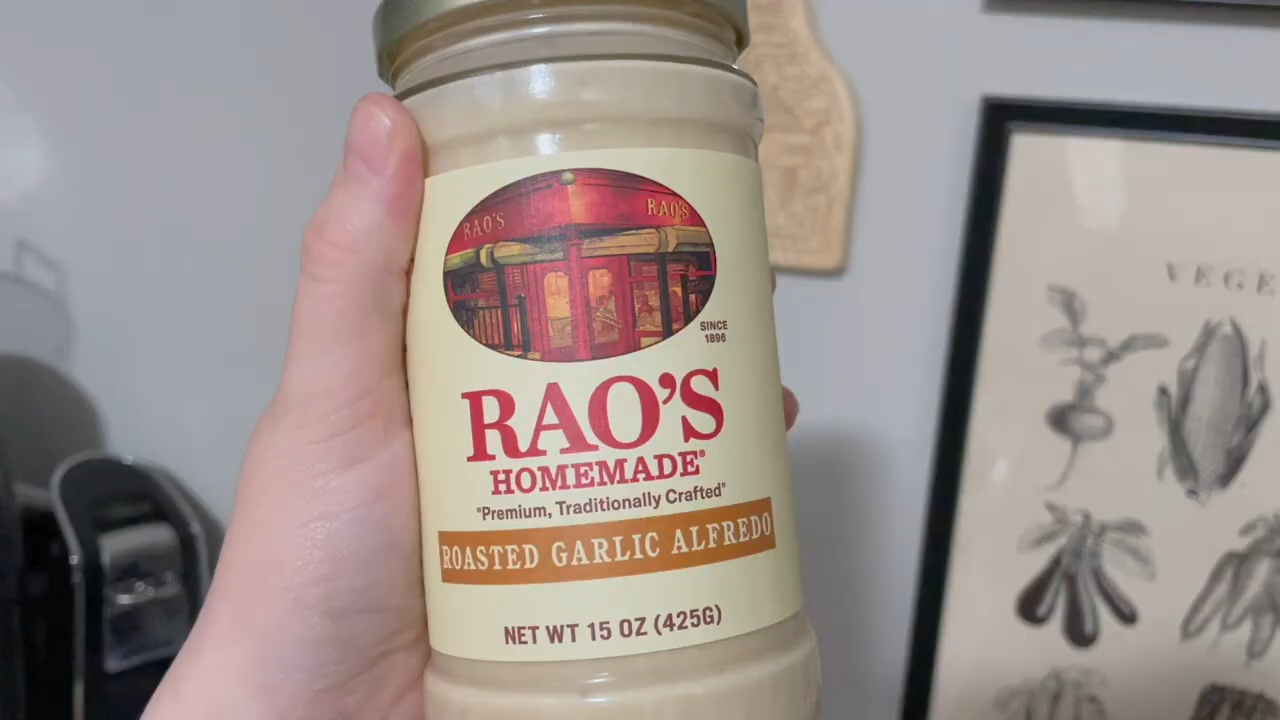 RAO'S
RAO'S
SINCE
1896
RAO'S
HOMEMADE®
"Premium, Traditionally Crafted"
ROASTED GARLIC ALFREDO
NET WT 15 OZ (425G)
VEGE